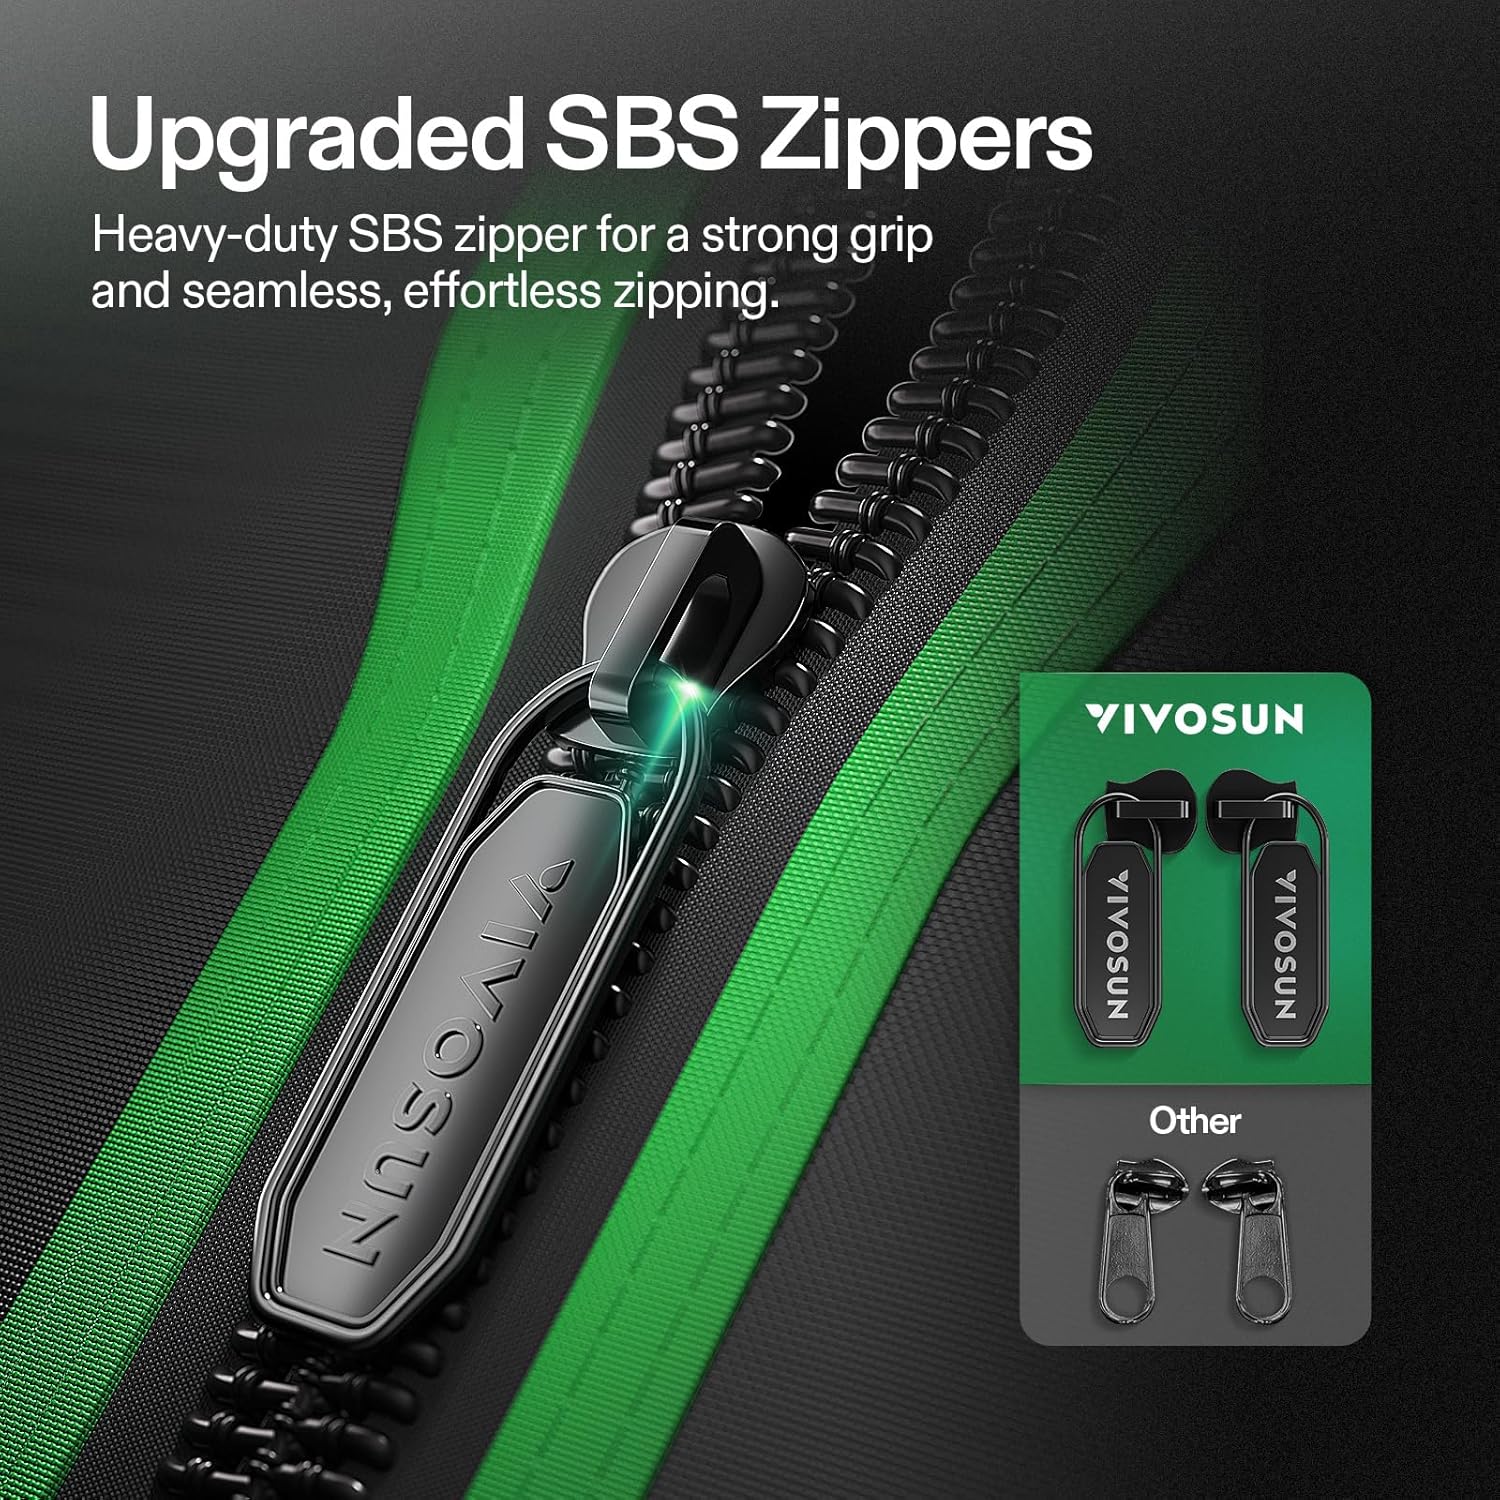 Upgraded SBS Zippers
Heavy-duty SBS zipper for a strong grip
and seamless, effortless zipping.
VIVOSUN
VIVOSUN
VIVOSUN
VIVOSUN
Other